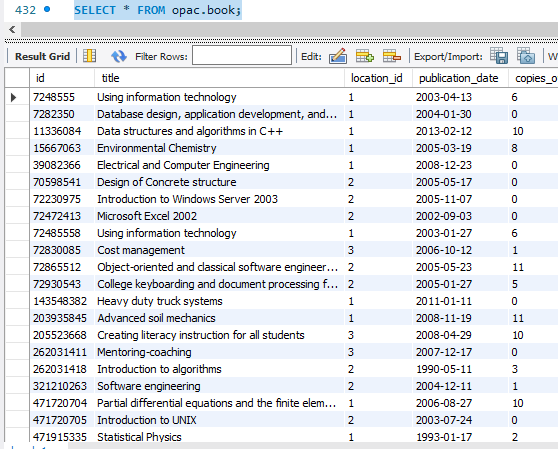 432 SELECT * FROM opac.book;
Result Grid Filter Rows: Edit: Export/Import: W
id title location_id publication_date copies_o
7248555 Using information technology 1 2003-04-13 6
7282350 Database design, application development, and... 1 2004-01-30 0
11336084 Data structures and algorithms in C++ 1 2013-02-12 10
15667063 Environmental Chemistry 1 2005-03-19 8
39082366 Electrical and Computer Engineering 1 2008-12-23 0
70598541 Design of Concrete structure 2 2005-05-17 0
72230975 Introduction to Windows Server 2003 2 2005-11-07 0
72472413 Microsoft Excel 2002 2 2002-09-03 0
72485558 Using information technology 1 2003-01-27 6
72830085 Cost management 3 2006-10-12 1
72865512 Object-oriented and classical software engineer... 2 2005-05-23 11
72930543 College keyboarding and document processing f... 2 2005-01-27 5
143548382 Heavy duty truck systems 1 2011-01-11 0
203935845 Advanced soil mechanics 1 2008-11-19 11
205523668 Creating literacy instruction for all students 3 2008-04-29 10
262031411 Mentoring-coaching 3 2007-12-17 0
262031418 Introduction to algorithms 2 1990-05-11 3
321210263 Software engineering 2 2004-12-11 1
471720704 Partial differential equations and the finite elem... 1 2006-08-27 10
471720705 Introduction to UNIX 2 2003-07-24 0
471915335 Statistical Physics 1 1993-01-17 2